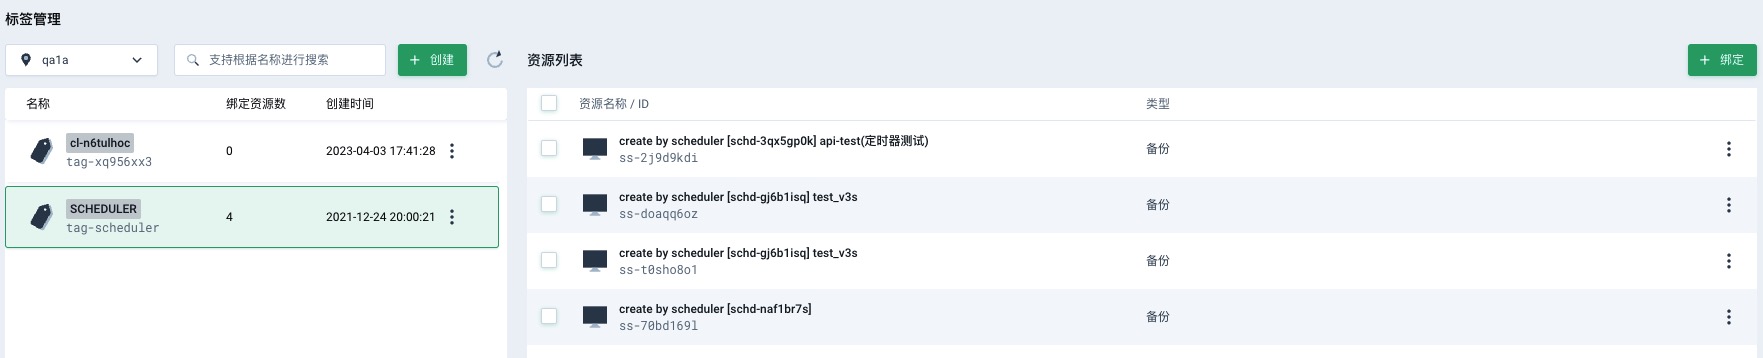 标签管理
qa1a
支持根据名称进行搜索
+ 创建
名称 绑定资源数 创建时间
cl-n6tulhoc
tag-xq956xx3
0
2023-04-03 17:41:28
SCHEDULER
tag-scheduler
4
2021-12-24 20:00:21
资源列表
+ 绑定
资源名称 / ID 类型
create by scheduler [schd-3qx5gp0k] api-test(定时器测试)
ss-2j9d9kdi
备份
create by scheduler [schd-gj6b1isq] test_v3s
ss-doaqq6oz
备份
create by scheduler [schd-gj6b1isq] test_v3s
ss-t0sho8o1
备份
create by scheduler [schd-naf1br7s]
ss-70bd169l
备份